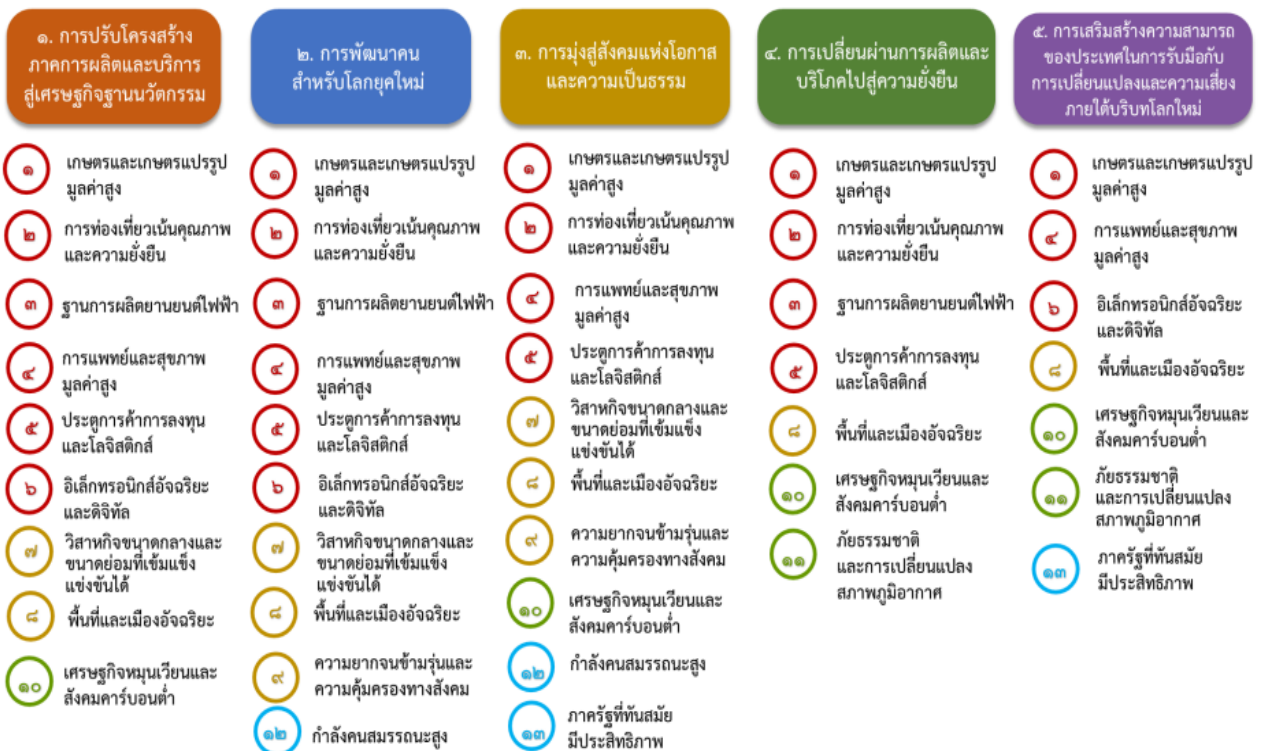 ๑. การปรับโครงสร้าง
ภาคการผลิตและบริการ
สู่เศรษฐกิจฐานนวัตกรรม
๑
เกษตรและเกษตรแปรรูป
มูลค่าสูง
๒
การท่องเที่ยวเน้นคุณภาพ
และความยั่งยืน
๓
ฐานการผลิตยานยนต์ไฟฟ้า
๔
การแพทย์และสุขภาพ
มูลค่าสูง
๕
ประตูการค้าการลงทุน
และโลจิสติกส์
๖
อิเล็กทรอนิกส์อัจฉริยะ
และดิจิทัล
๗
วิสาหกิจขนาดกลางและ
ขนาดย่อมที่เข้มแข็ง
แข่งขันได้
๘
พื้นที่และเมืองอัจฉริยะ
๑๐
เศรษฐกิจหมุนเวียนและ
สังคมคาร์บอนต่ำ
๒. การพัฒนาคน
สำหรับโลกยุคใหม่
๑
เกษตรและเกษตรแปรรูป
มูลค่าสูง
๒
การท่องเที่ยวเน้นคุณภาพ
และความยั่งยืน
๓
ฐานการผลิตยานยนต์ไฟฟ้า
๔
การแพทย์และสุขภาพ
มูลค่าสูง
๕
ประตูการค้าการลงทุน
และโลจิสติกส์
๖
อิเล็กทรอนิกส์อัจฉริยะ
และดิจิทัล
๗
วิสาหกิจขนาดกลางและ
ขนาดย่อมที่เข้มแข็ง
แข่งขันได้
๘
พื้นที่และเมืองอัจฉริยะ
๙
ความยากจนข้ามรุ่นและ
ความคุ้มครองทางสังคม
๑๒
กำลังคนสมรรถนะสูง
๓. การมุ่งสู่สังคมแห่งโอกาส
และความเป็นธรรม
๑
เกษตรและเกษตรแปรรูป
มูลค่าสูง
๒
การท่องเที่ยวเน้นคุณภาพ
และความยั่งยืน
๔
การแพทย์และสุขภาพ
มูลค่าสูง
๕
ประตูการค้าการลงทุน
และโลจิสติกส์
๗
วิสาหกิจขนาดกลางและ
ขนาดย่อมที่เข้มแข็ง
แข่งขันได้
๘
พื้นที่และเมืองอัจฉริยะ
๙
ความยากจนข้ามรุ่นและ
ความคุ้มครองทางสังคม
๑๐
เศรษฐกิจหมุนเวียนและ
สังคมคาร์บอนต่ำ
๑๒
กำลังคนสมรรถนะสูง
๑๓
ภาครัฐที่ทันสมัย
มีประสิทธิภาพ
๔. การเปลี่ยนผ่านการผลิตและ
บริโภคไปสู่ความยั่งยืน
๑
เกษตรและเกษตรแปรรูป
มูลค่าสูง
๒
การท่องเที่ยวเน้นคุณภาพ
และความยั่งยืน
๓
ฐานการผลิตยานยนต์ไฟฟ้า
๕
ประตูการค้าการลงทุน
และโลจิสติกส์
๘
พื้นที่และเมืองอัจฉริยะ
๑๐
เศรษฐกิจหมุนเวียนและ
สังคมคาร์บอนต่ำ
๑๑
ภัยธรรมชาติ
และการเปลี่ยนแปลง
สภาพภูมิอากาศ
๕. การเสริมสร้างความสามารถ
ของประเทศในการรับมือกับ
การเปลี่ยนแปลงและความเสี่ยง
ภายใต้บริบทโลกใหม่
๑
เกษตรและเกษตรแปรรูป
มูลค่าสูง
๔
การแพทย์และสุขภาพ
มูลค่าสูง
๖
อิเล็กทรอนิกส์อัจฉริยะ
และดิจิทัล
๘
พื้นที่และเมืองอัจฉริยะ
๑๐
เศรษฐกิจหมุนเวียนและ
สังคมคาร์บอนต่ำ
๑๑
ภัยธรรมชาติ
และการเปลี่ยนแปลง
สภาพภูมิอากาศ
๑๓
ภาครัฐที่ทันสมัย
มีประสิทธิภาพ